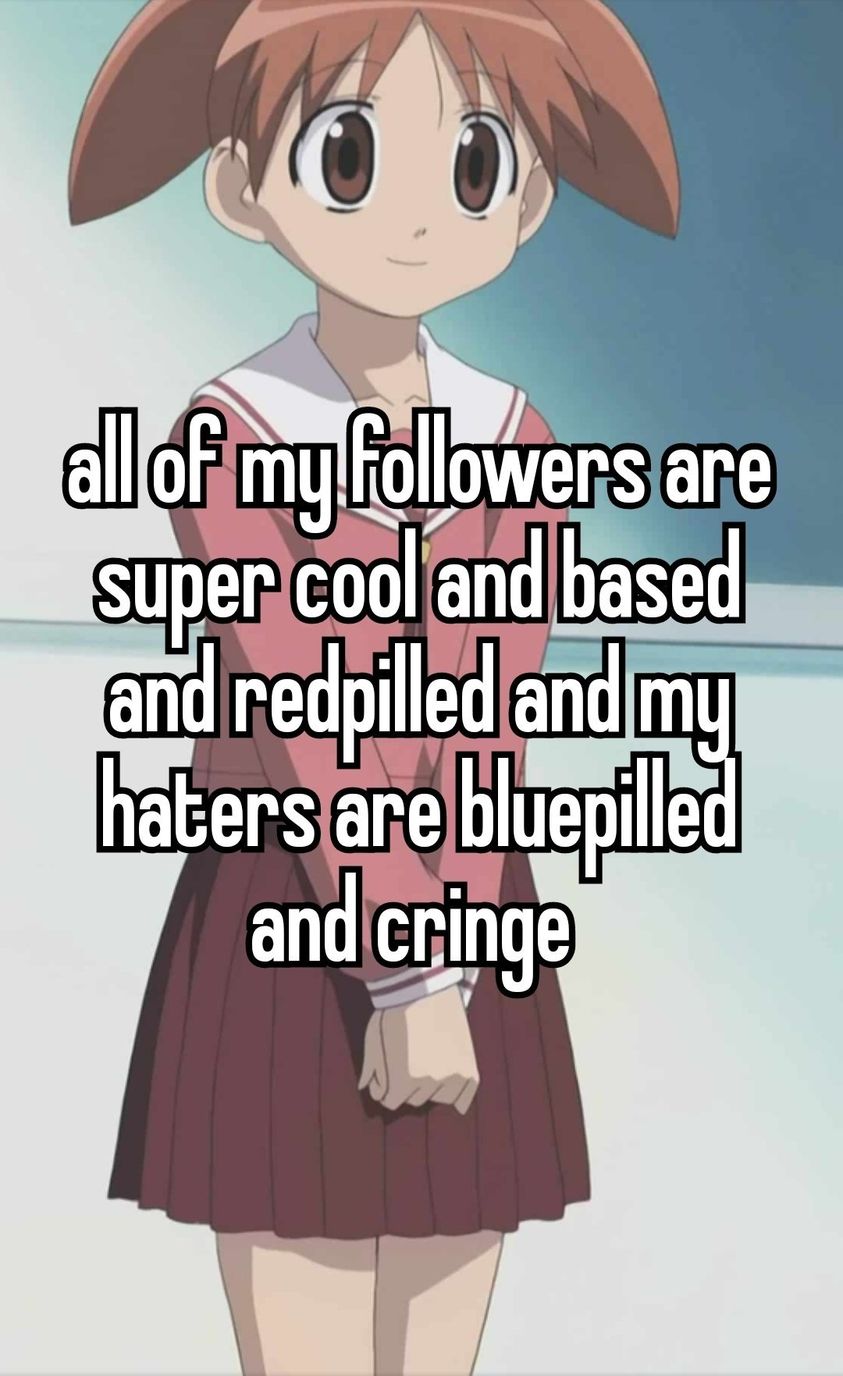 all of my followers are
super cool and based
and redpilled and my
haters are bluepilled
and cringe